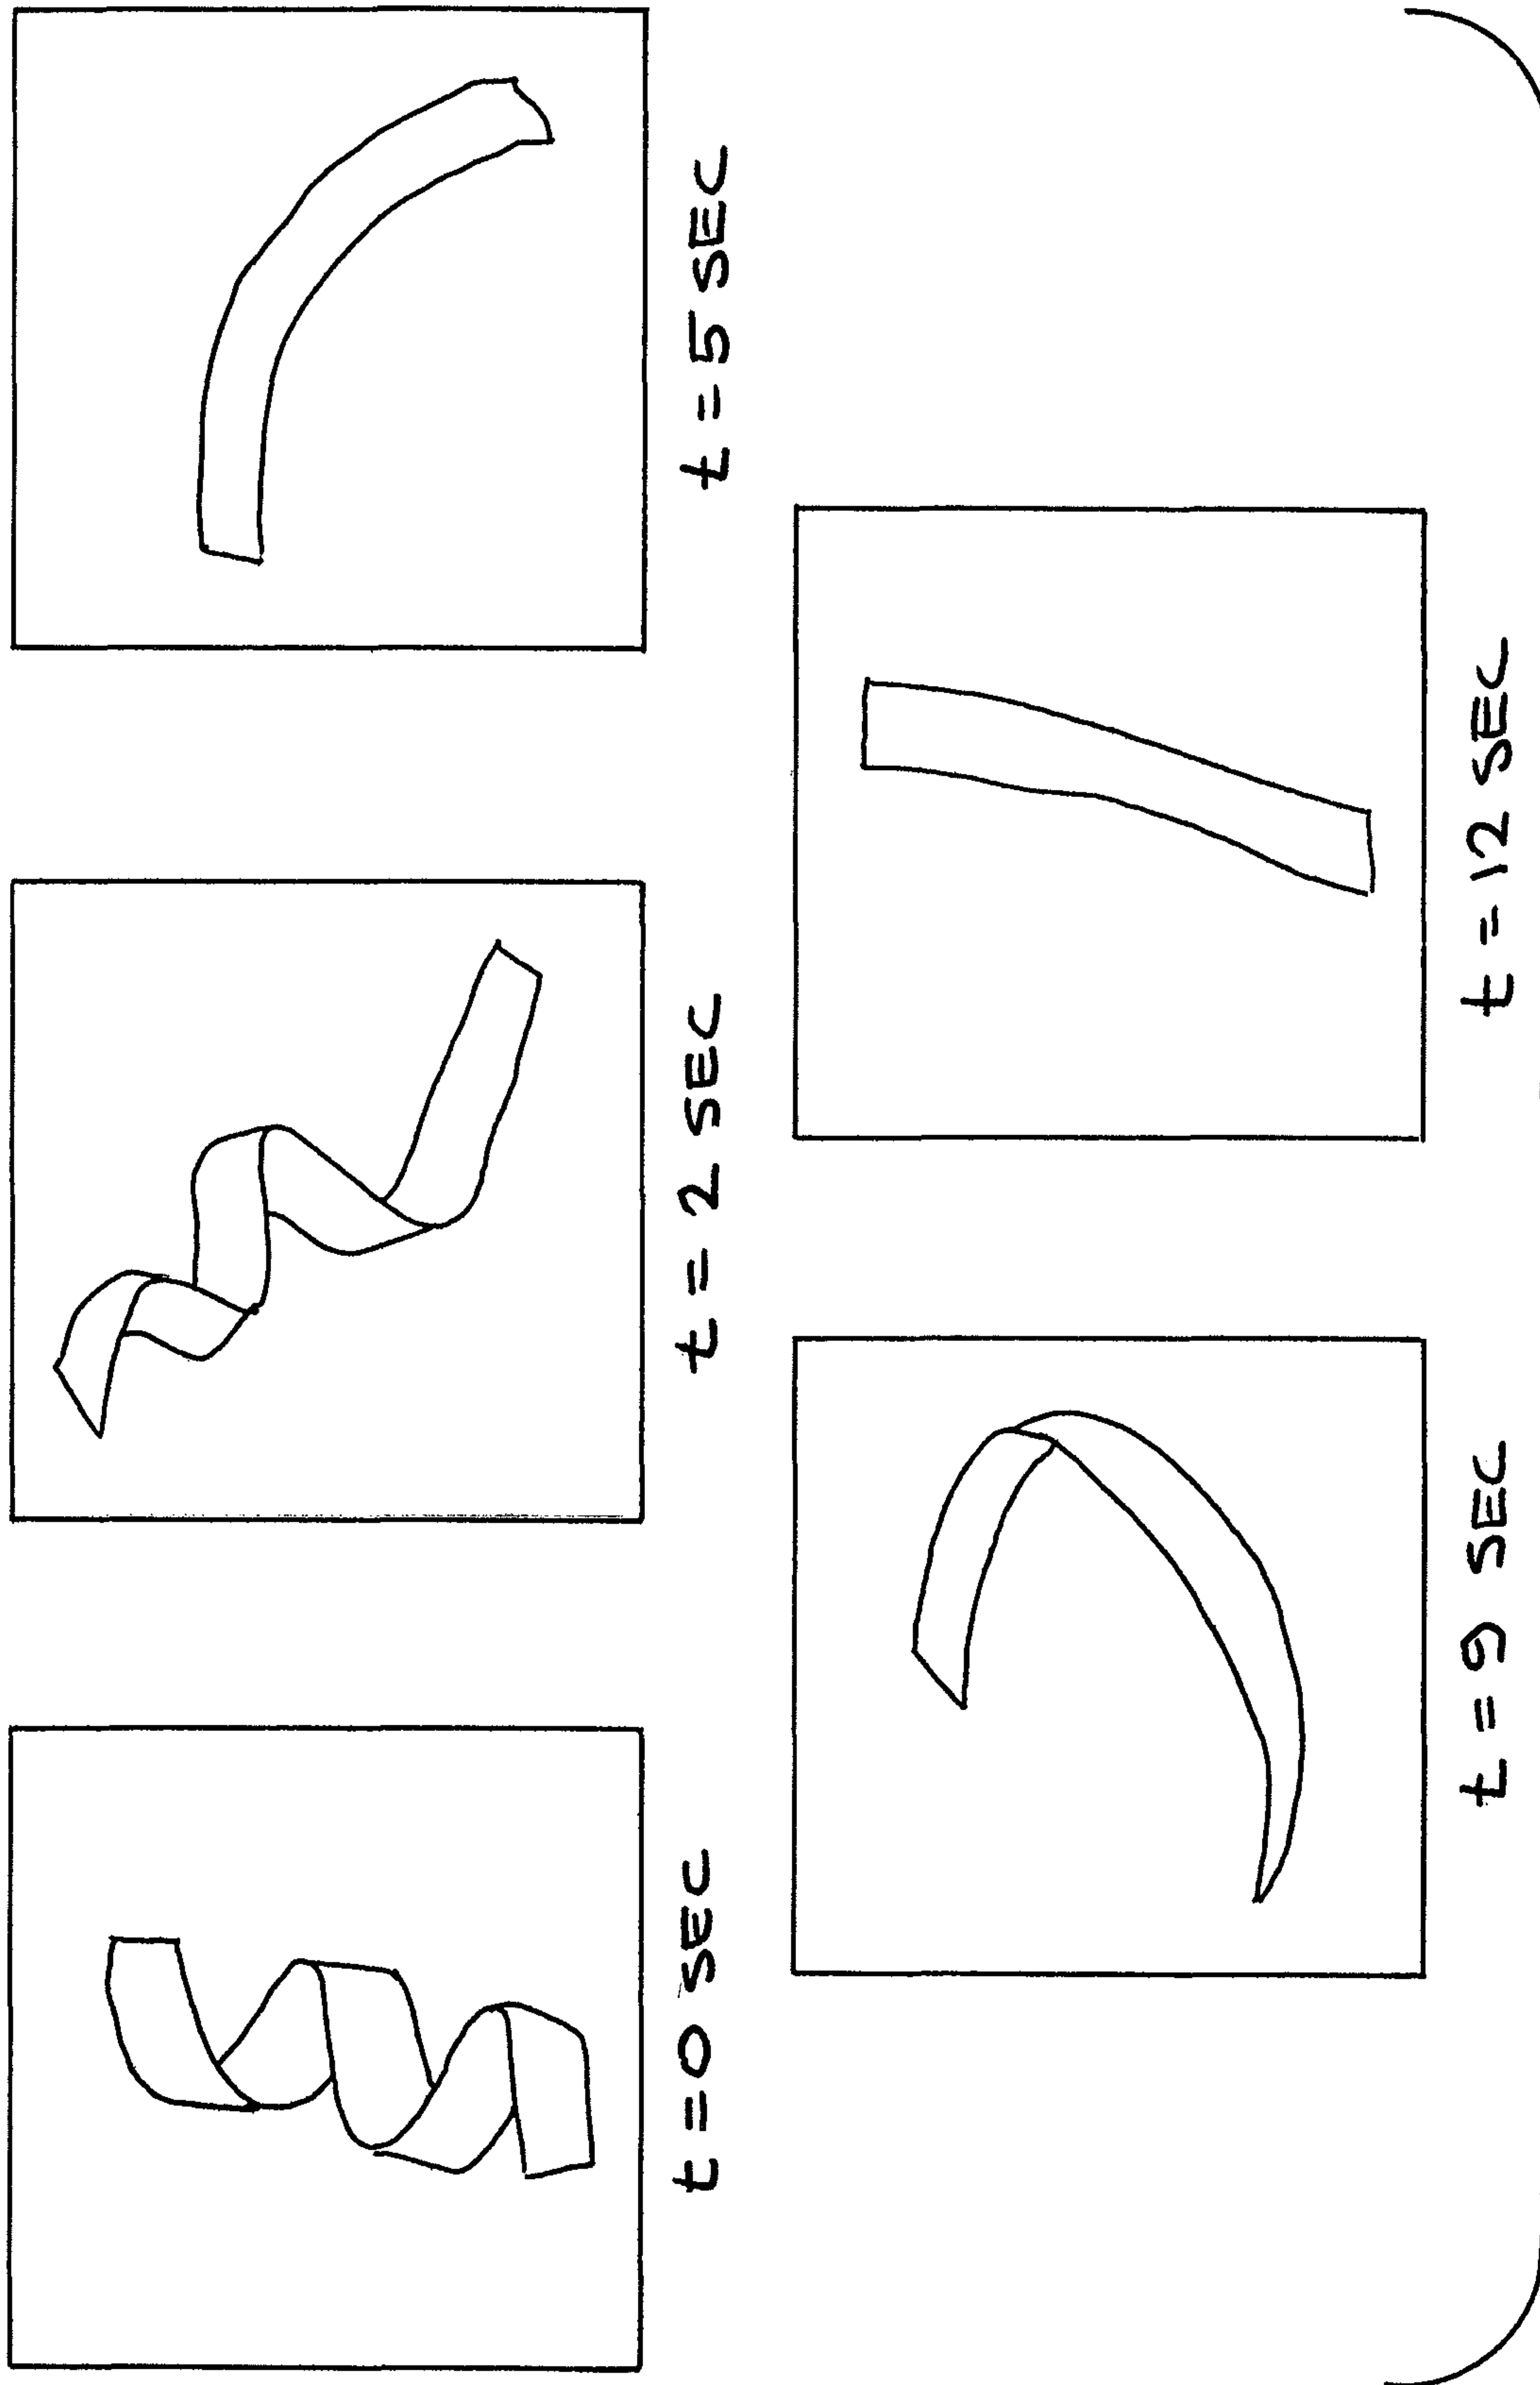 t = 0 SEC
t = 2 SEC
t = 5 SEC
t = 9 SEC
t = 12 SEC